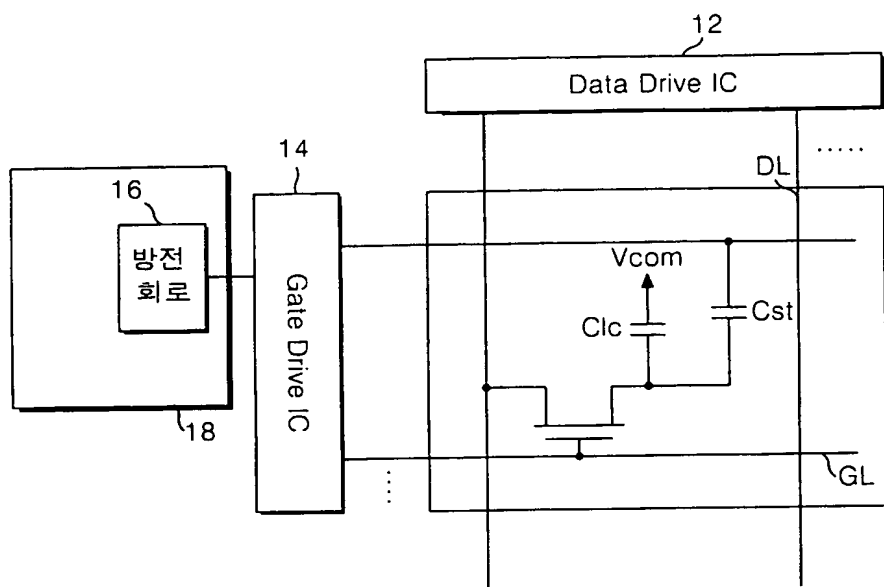 12
Data Drive IC
.....
DL
14
16
방전
회로
Gate Drive IC
Vcom
Clc
Cst
18
GL
.....